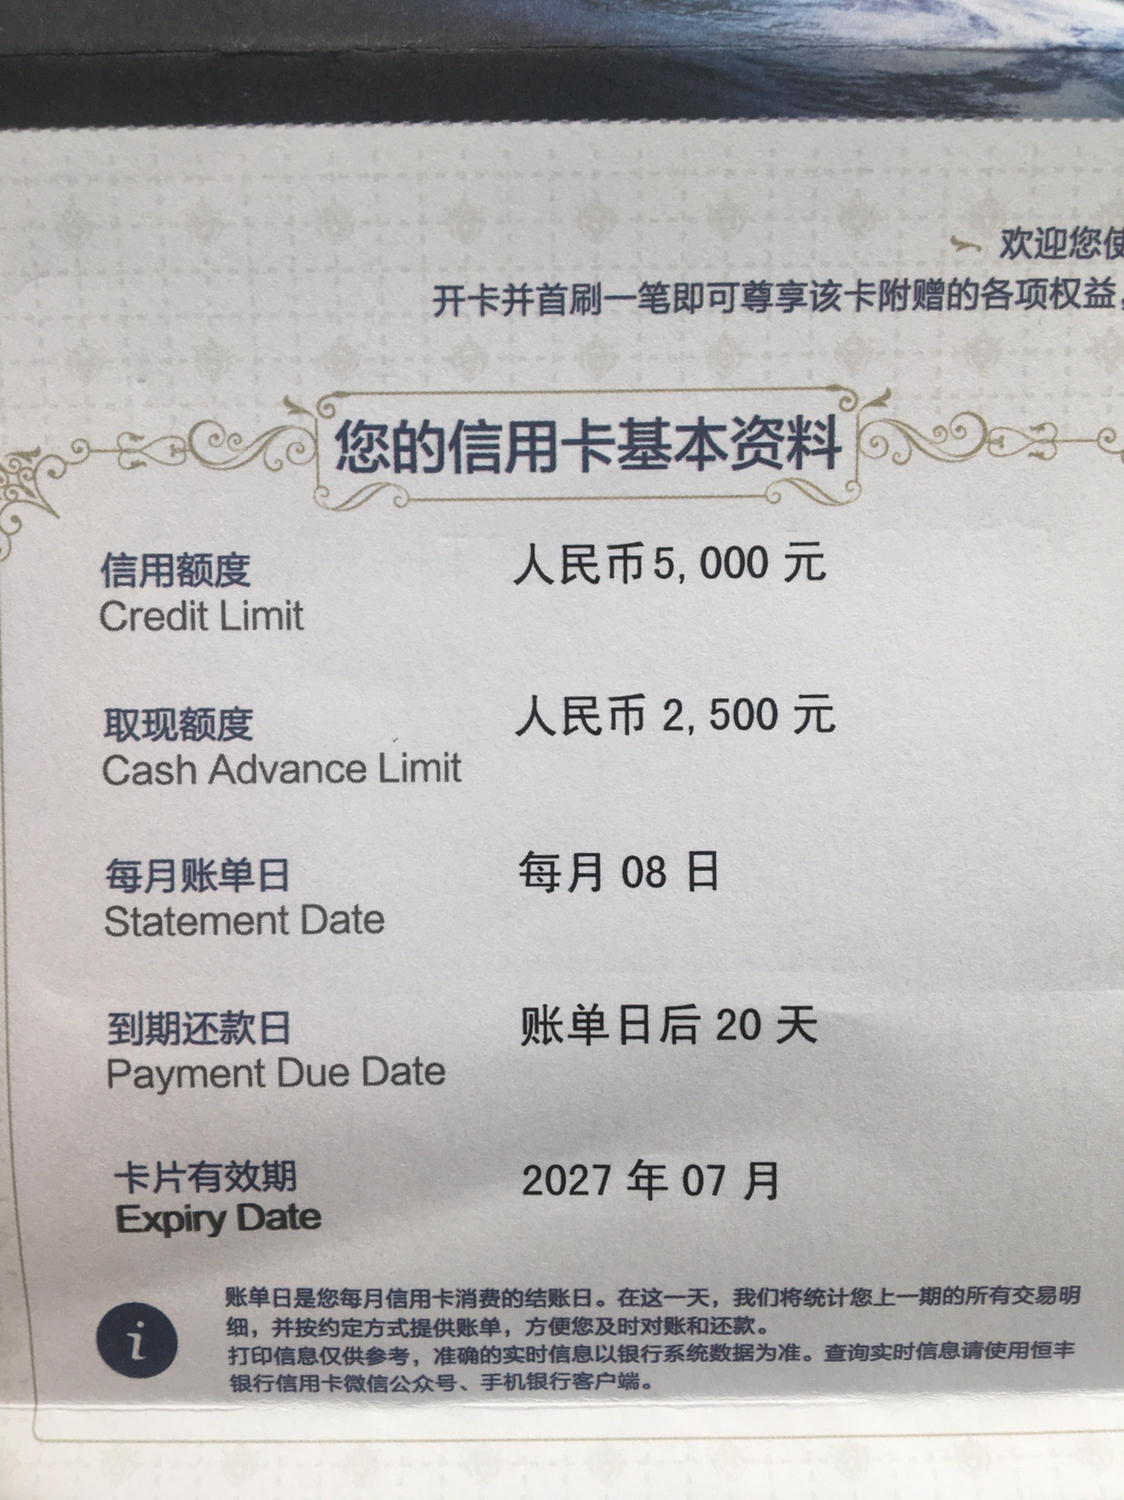 欢迎您使
开卡并首刷一笔即可尊享该卡附赠的各项权益，
您的信用卡基本资料
信用额度 人民币5,000 元
Credit Limit
取现额度 人民币 2,500 元
Cash Advance Limit
每月账单日 每月 08 日
Statement Date
到期还款日 账单日后 20 天
Payment Due Date
卡片有效期 2027 年 07 月
Expiry Date
账单日是您每月信用卡消费的结账日。在这一天，我们将统计您上一期的所有交易明
细，并按约定方式提供账单，方便您及时对账和还款。
打印信息仅供参考，准确的实时信息以银行系统数据为准。查询实时信息请使用恒丰
银行信用卡微信公众号、手机银行客户端。